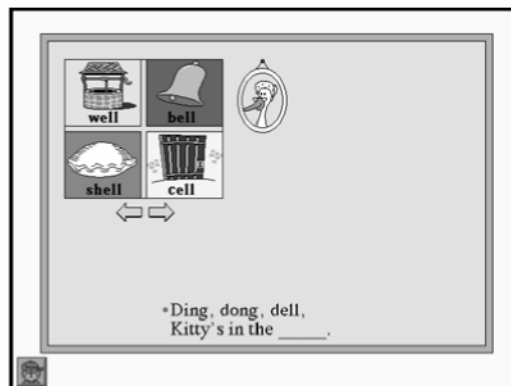 well bell
shell cell
•Ding, dong, dell,
Kitty's in the _____.